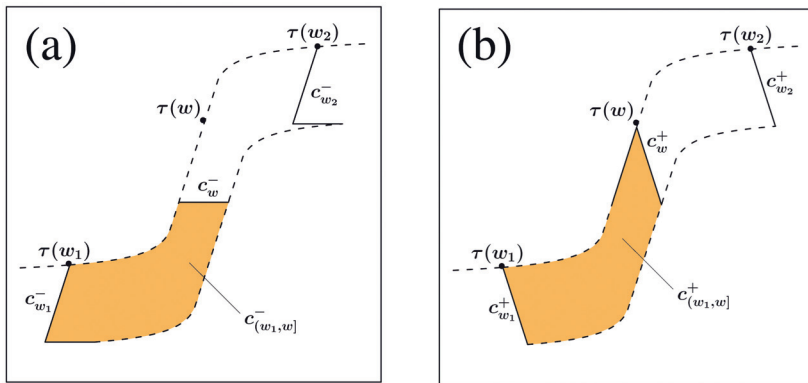 (a)
τ(w₂)
c⁻_{w₂}
τ(w)
c⁻_w
τ(w₁)
c⁻_{w₁}
c⁻_{(w₁,w]}
(b)
τ(w₂)
c⁺_{w₂}
τ(w)
c⁺_w
τ(w₁)
c⁺_{w₁}
c⁺_{(w₁,w]}